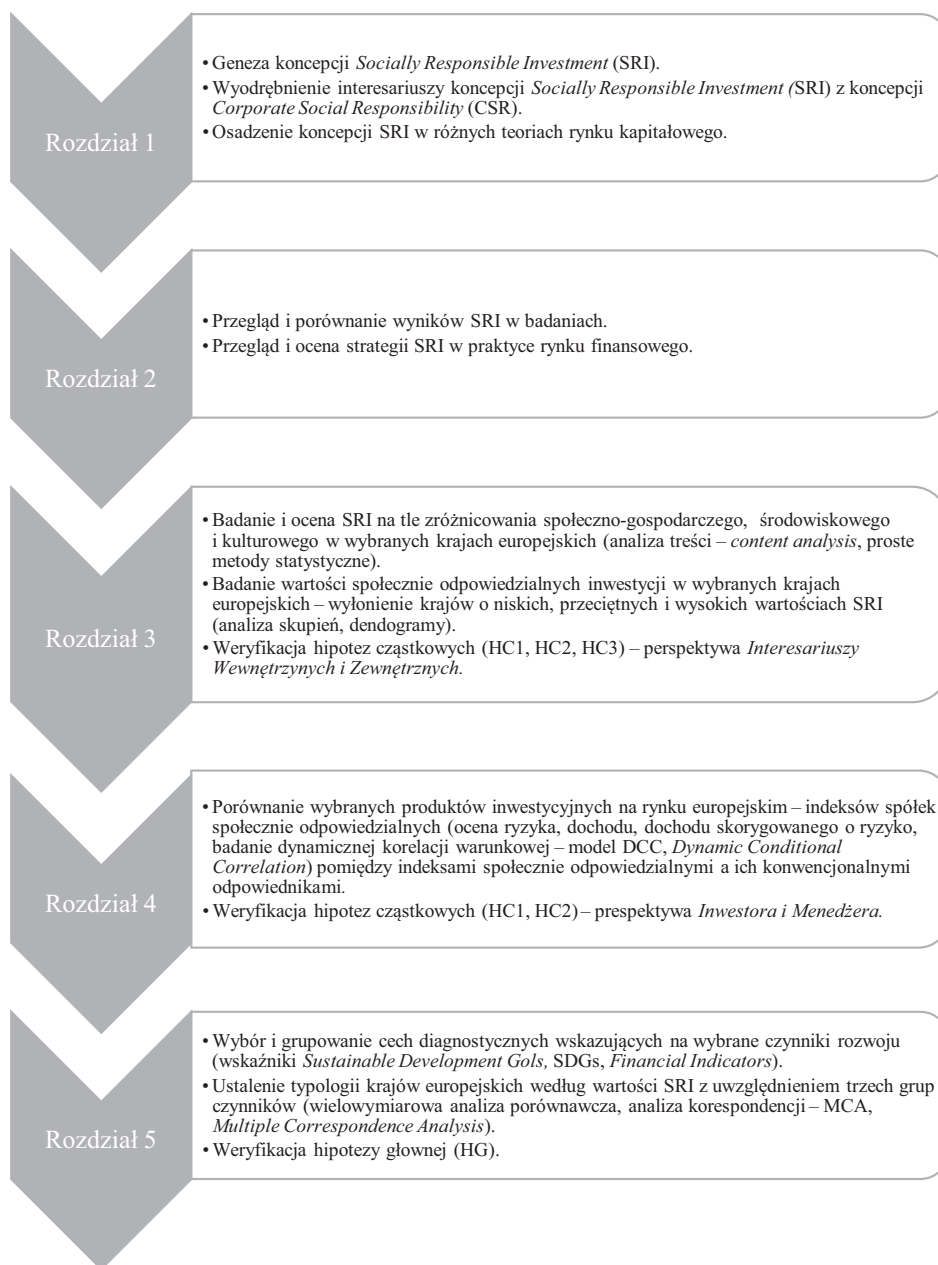 Rozdział 1
• Geneza koncepcji Socially Responsible Investment (SRI).
• Wyodrębnienie interesariuszy koncepcji Socially Responsible Investment (SRI) z koncepcji
Corporate Social Responsibility (CSR).
• Osadzenie koncepcji SRI w różnych teoriach rynku kapitałowego.
Rozdział 2
• Przegląd i porównanie wyników SRI w badaniach.
• Przegląd i ocena strategii SRI w praktyce rynku finansowego.
Rozdział 3
• Badanie i ocena SRI na tle zróżnicowania społeczno-gospodarczego, środowiskowego
i kulturowego w wybranych krajach europejskich (analiza treści – content analysis, proste
metody statystyczne).
• Badanie wartości społecznie odpowiedzialnych inwestycji w wybranych krajach
europejskich – wyłonienie krajów o niskich, przeciętnych i wysokich wartościach SRI
(analiza skupień, dendogramy).
• Weryfikacja hipotez cząstkowych (HC1, HC2, HC3) – perspektywa Interesariuszy
Wewnętrzynych i Zewnętrznych.
Rozdział 4
• Porównanie wybranych produktów inwestycyjnych na rynku europejskim – indeksów spółek
społecznie odpowiedzialnych (ocena ryzyka, dochodu, dochodu skorygowanego o ryzyko,
badanie dynamicznej korelacji warunkowej – model DCC, Dynamic Conditional
Correlation) pomiędzy indeksami społecznie odpowiedzialnymi a ich konwencjonalnymi
odpowiednikami.
• Weryfikacja hipotez cząstkowych (HC1, HC2) – prespektywa Inwestora i Menedżera.
Rozdział 5
• Wybór i grupowanie cech diagnostycznych wskazujących na wybrane czynniki rozwoju
(wskaźniki Sustainable Development Gols, SDGs, Financial Indicators).
• Ustalenie typologii krajów europejskich według wartości SRI z uwzględnieniem trzech grup
czynników (wielowymiarowa analiza porównawcza, analiza korespondencji – MCA,
Multiple Correspondence Analysis).
• Weryfikacja hipotezy głownej (HG).